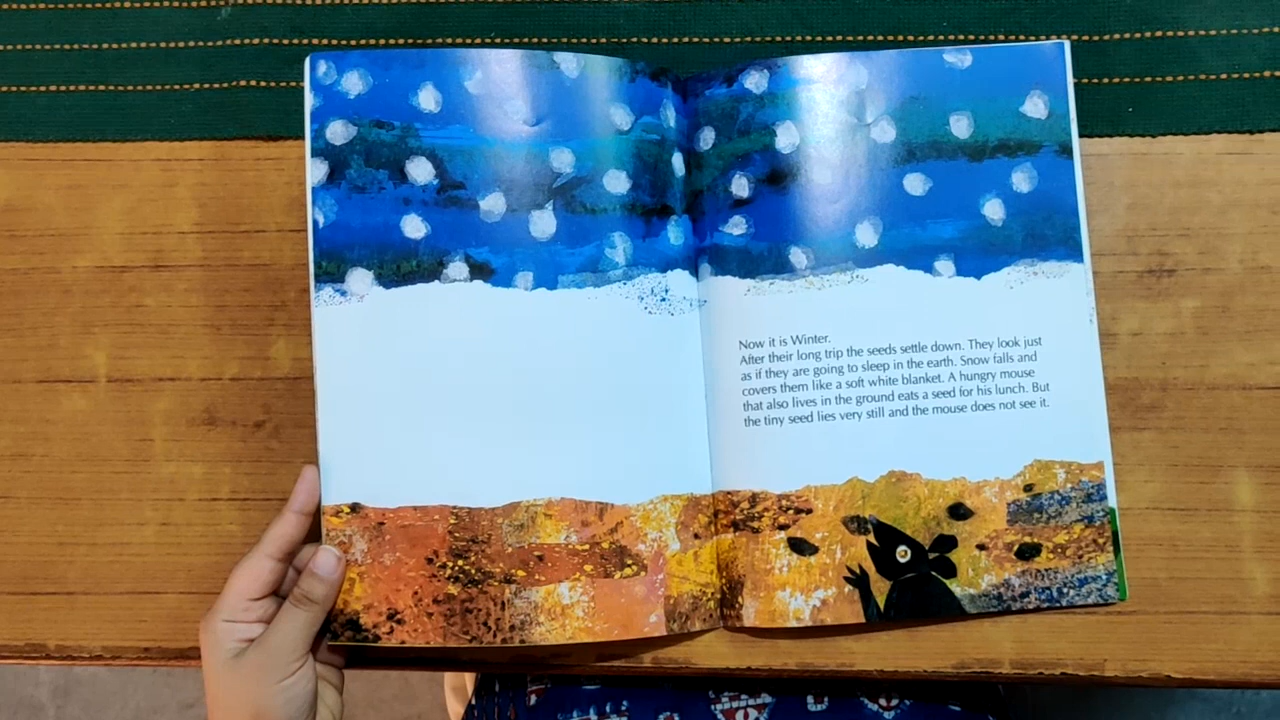 Now it is Winter.
After their long trip the seeds settle down. They look just
as if they are going to sleep in the earth. Snow falls and
covers them like a soft white blanket. A hungry mouse
that also lives in the ground eats a seed for his lunch. But
the tiny seed lies very still and the mouse does not see it.